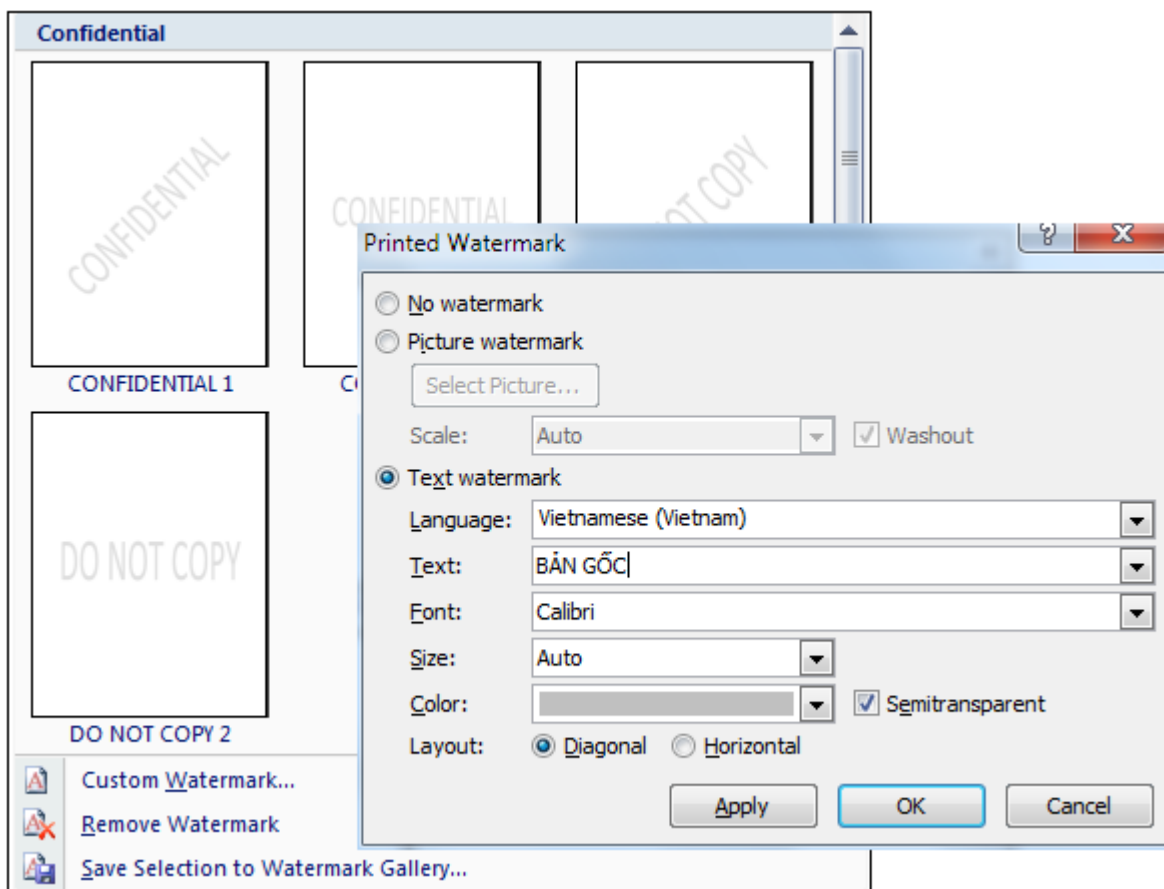 Confidential
CONFIDENTIAL
CONFIDENTIAL
OT COPY
CONFIDENTIAL 1
DO NOT COPY
DO NOT COPY 2
Custom Watermark...
Remove Watermark
Save Selection to Watermark Gallery...
Printed Watermark
No watermark
Picture watermark
Select Picture...
Scale: Auto Washout
Text watermark
Language: Vietnamese (Vietnam)
Text: BẢN GỐC
Font: Calibri
Size: Auto
Color: Semitransparent
Layout: Diagonal Horizontal
Apply OK Cancel